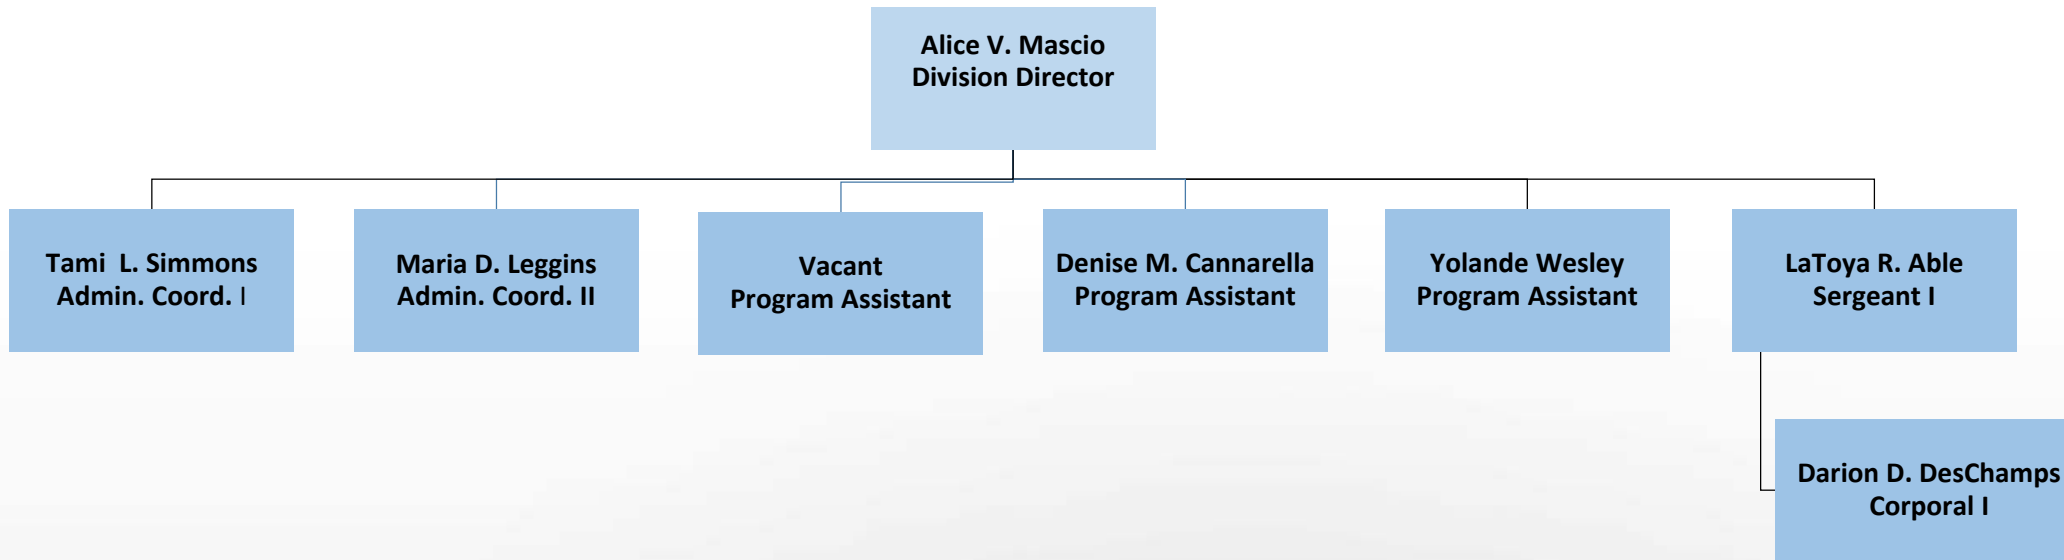 Alice V. Mascio
Division Director
Tami L. Simmons
Admin. Coord. I
Maria D. Leggins
Admin. Coord. II
Vacant
Program Assistant
Denise M. Cannarella
Program Assistant
Yolande Wesley
Program Assistant
LaToya R. Able
Sergeant I
Darion D. DesChamps
Corporal I